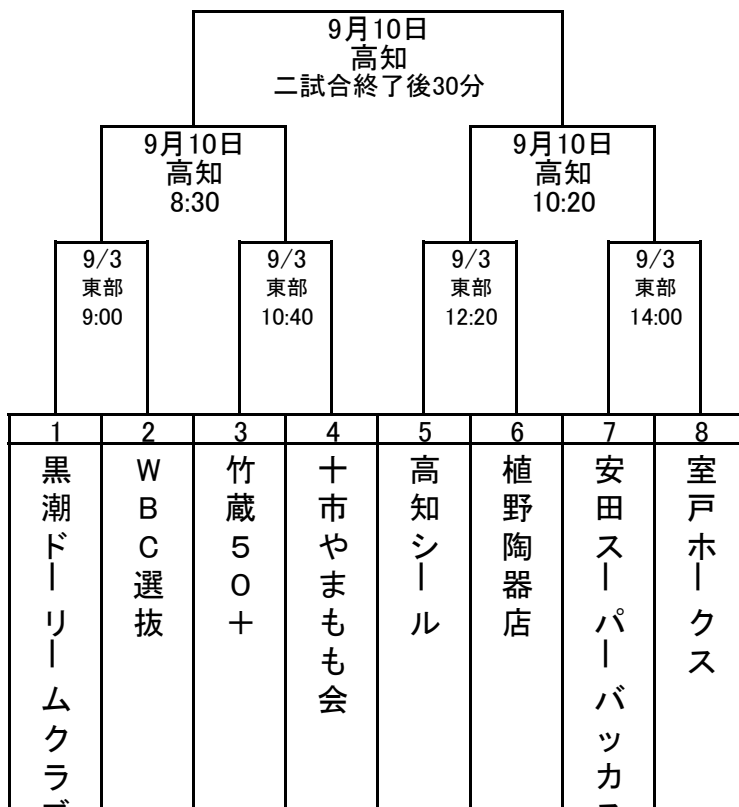 9月10日
高知
二試合終了後30分
9月10日
高知
8:30
9月10日
高知
10:20
9/3
東部
9:00
9/3
東部
10:40
9/3
東部
12:20
9/3
東部
14:00
1
2
3
4
5
6
7
8
黒潮ドーリームクラ
WBC選抜
竹蔵50+
十市やまもも会
高知シール
植野陶器店
安田スーパーバッカ
室戸ホークス